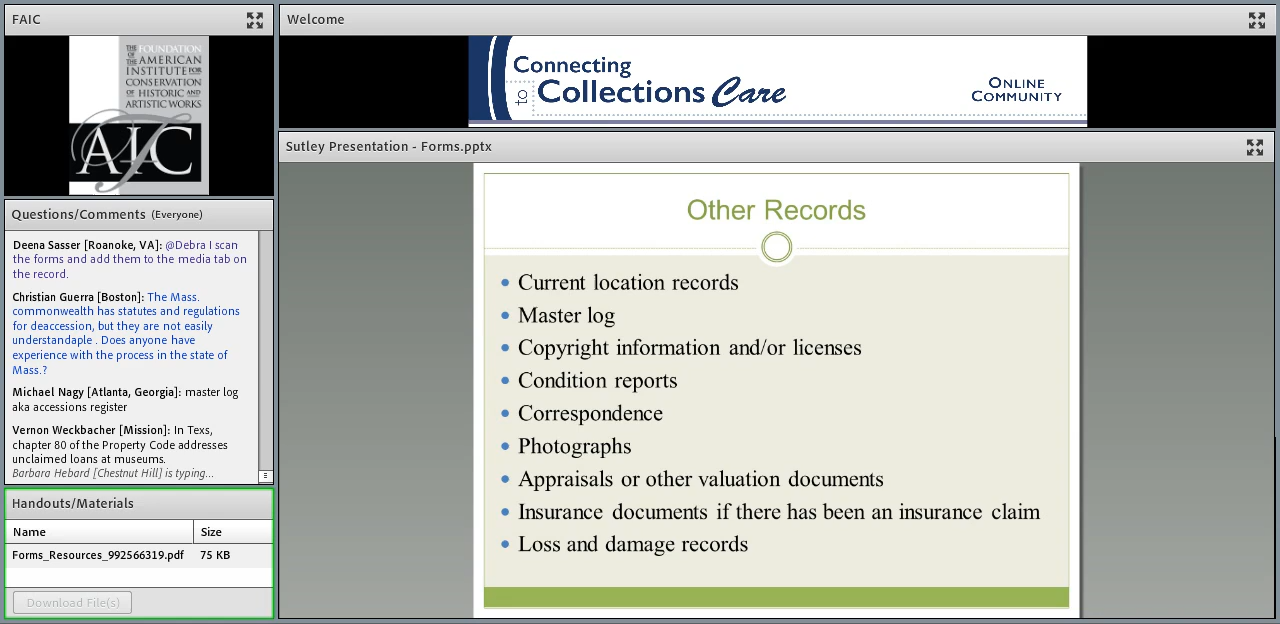 FAIC
THE FOUNDATION
OF THE AMERICAN
INSTITUTE FOR
CONSERVATION
OF HISTORIC AND
ARTISTIC WORKS
AIC
Questions/Comments (Everyone)
Deena Sasser [Roanoke, VA]: @Debra I scan
the forms and add them to the media tab on
the record.
Christian Guerra [Boston]: The Mass.
commonwealth has statutes and regulations
for deaccession, but they are not easily
understandaple . Does anyone have
experience with the process in the state of
Mass.?
Michael Nagy [Atlanta, Georgia]: master log
aka accessions register
Vernon Weckbacher [Mission]: In Texs,
chapter 80 of the Property Code addresses
unclaimed loans at museums.
Barbara Hebard [Chestnut Hill] is typing...
Handouts/Materials
Name Size
Forms_Resources_992566319.pdf 75 KB
Download File(s)
Welcome
Connecting
to Collections Care
ONLINE
COMMUNITY
Sutley Presentation - Forms.pptx
Other Records
• Current location records
• Master log
• Copyright information and/or licenses
• Condition reports
• Correspondence
• Photographs
• Appraisals or other valuation documents
• Insurance documents if there has been an insurance claim
• Loss and damage records